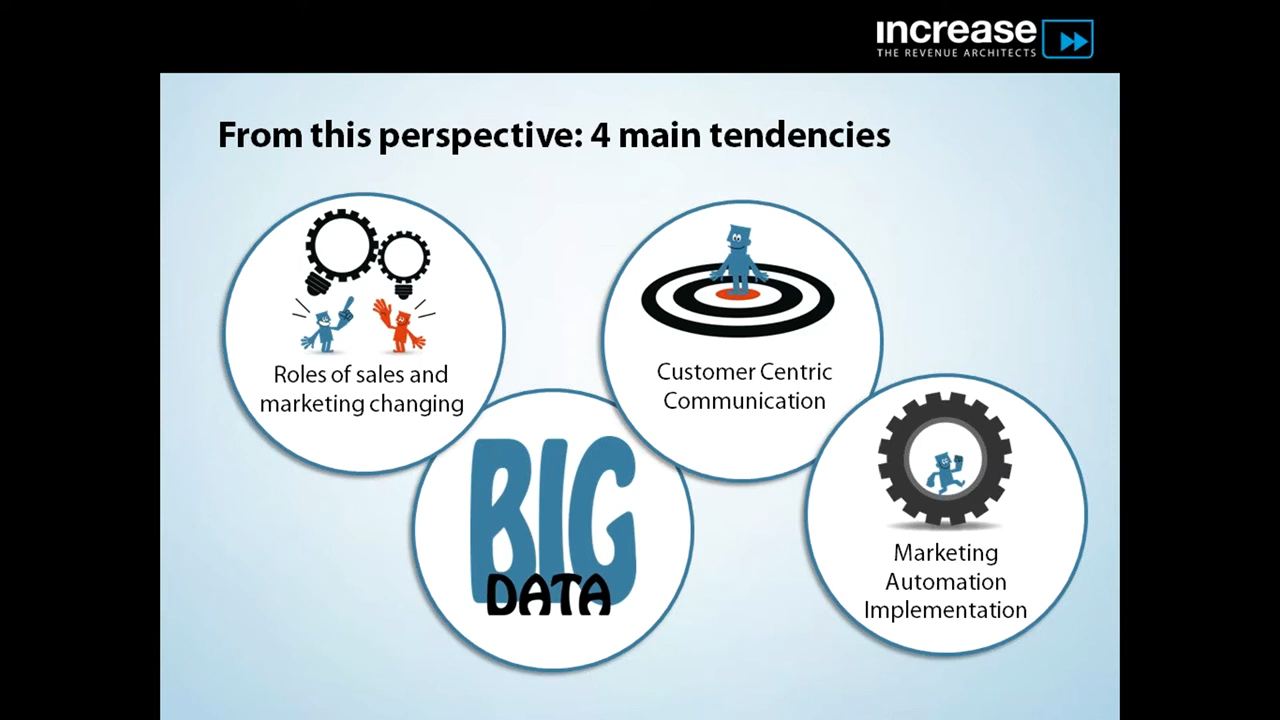 increase
THE REVENUE ARCHITECTS
From this perspective: 4 main tendencies
Roles of sales and
marketing changing
BIG
DATA
Customer Centric
Communication
Marketing
Automation
Implementation